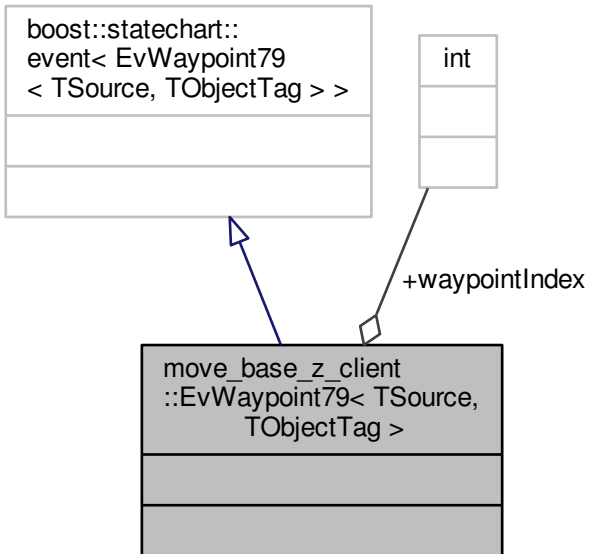 boost::statechart::
event< EvWaypoint79
< TSource, TObjectTag > >
int
+waypointIndex
move_base_z_client
::EvWaypoint79< TSource,
TObjectTag >